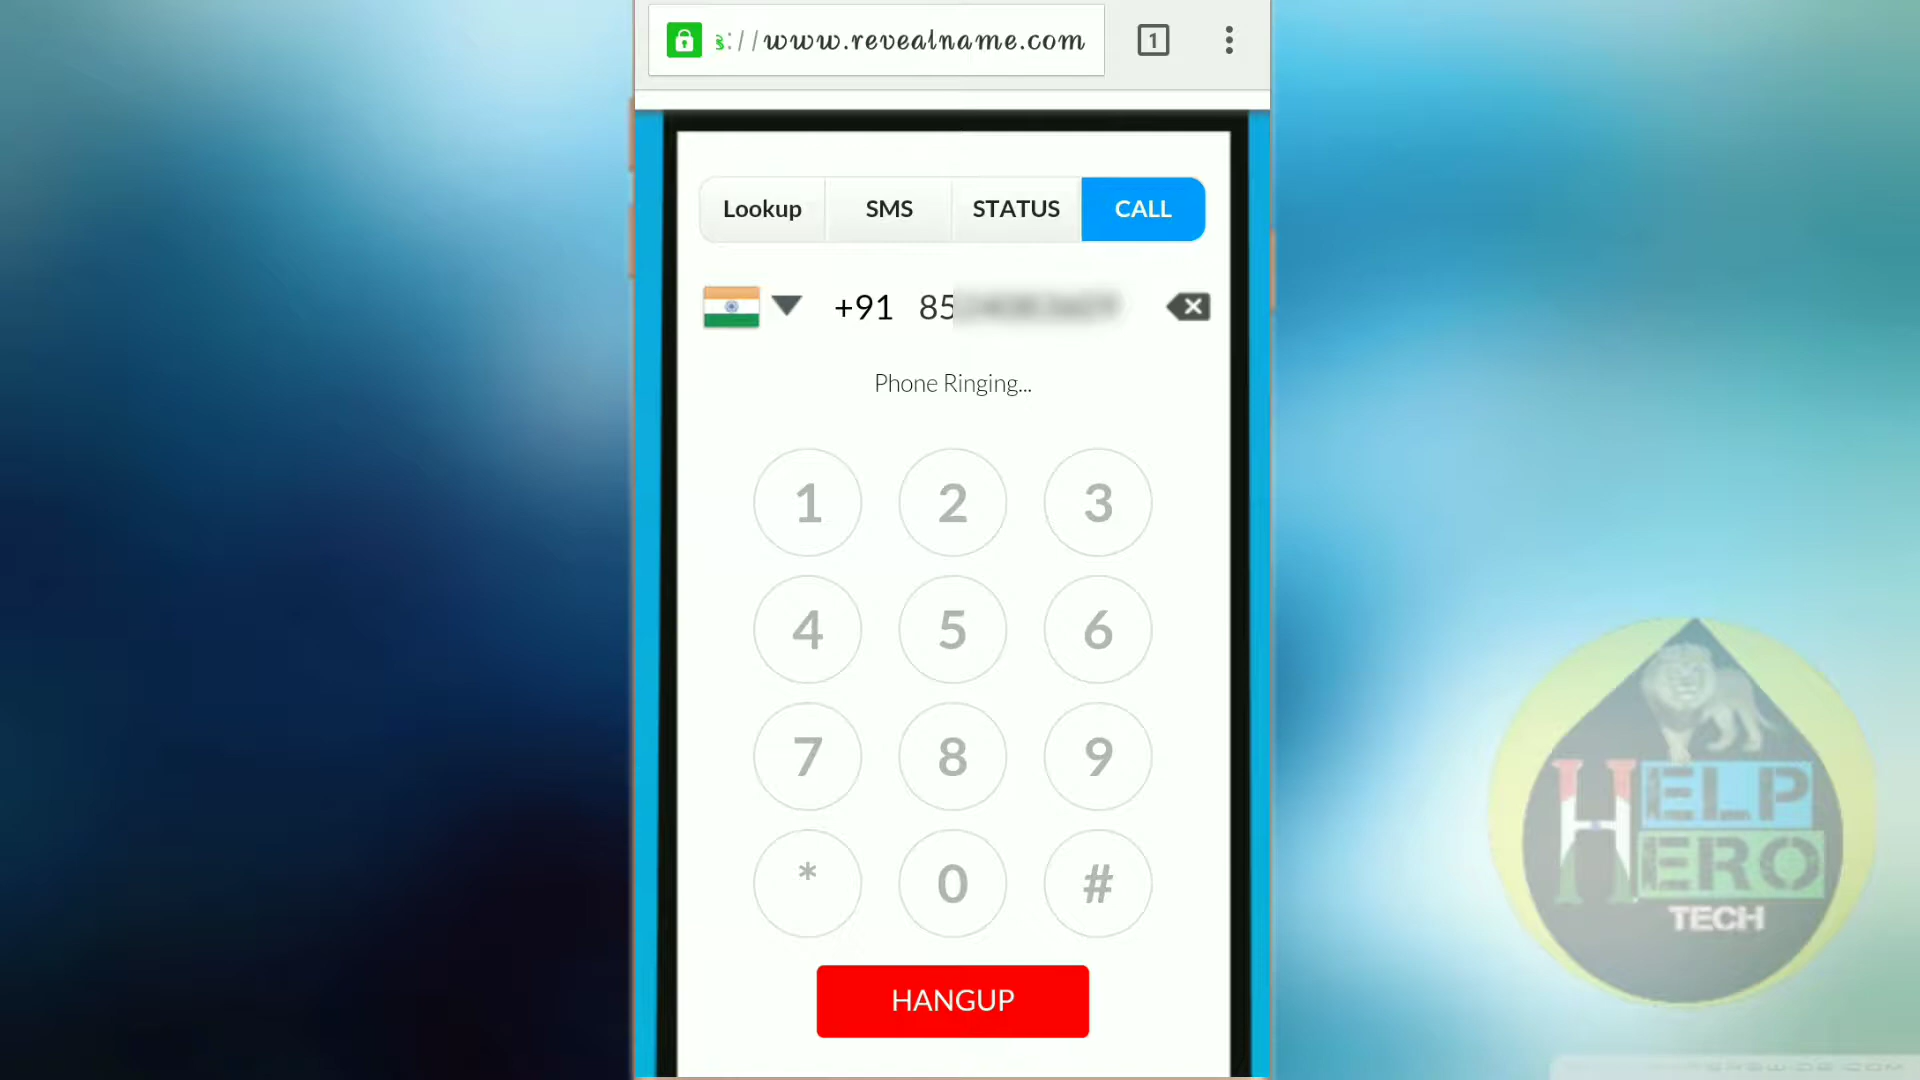 s://www.revealname.com
1
Lookup SMS STATUS CALL
+91 85
Phone Ringing...
1 2 3
4 5 6
7 8 9
* 0 #
HANGUP
HELP
HERO
TECH